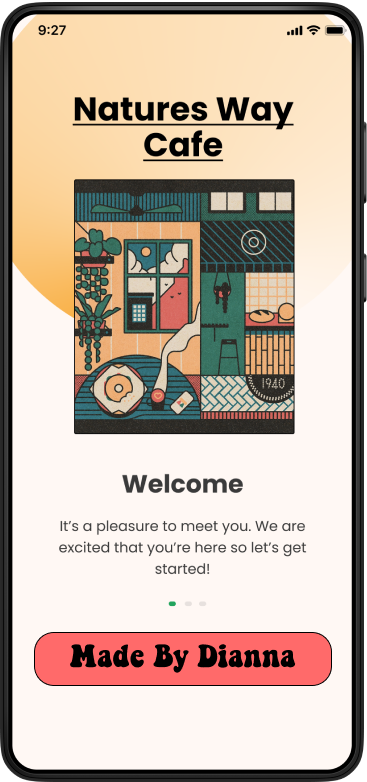 9:27
Natures Way
Cafe
1940
Welcome
It’s a pleasure to meet you. We are
excited that you’re here so let’s get
started!
Made By Dianna